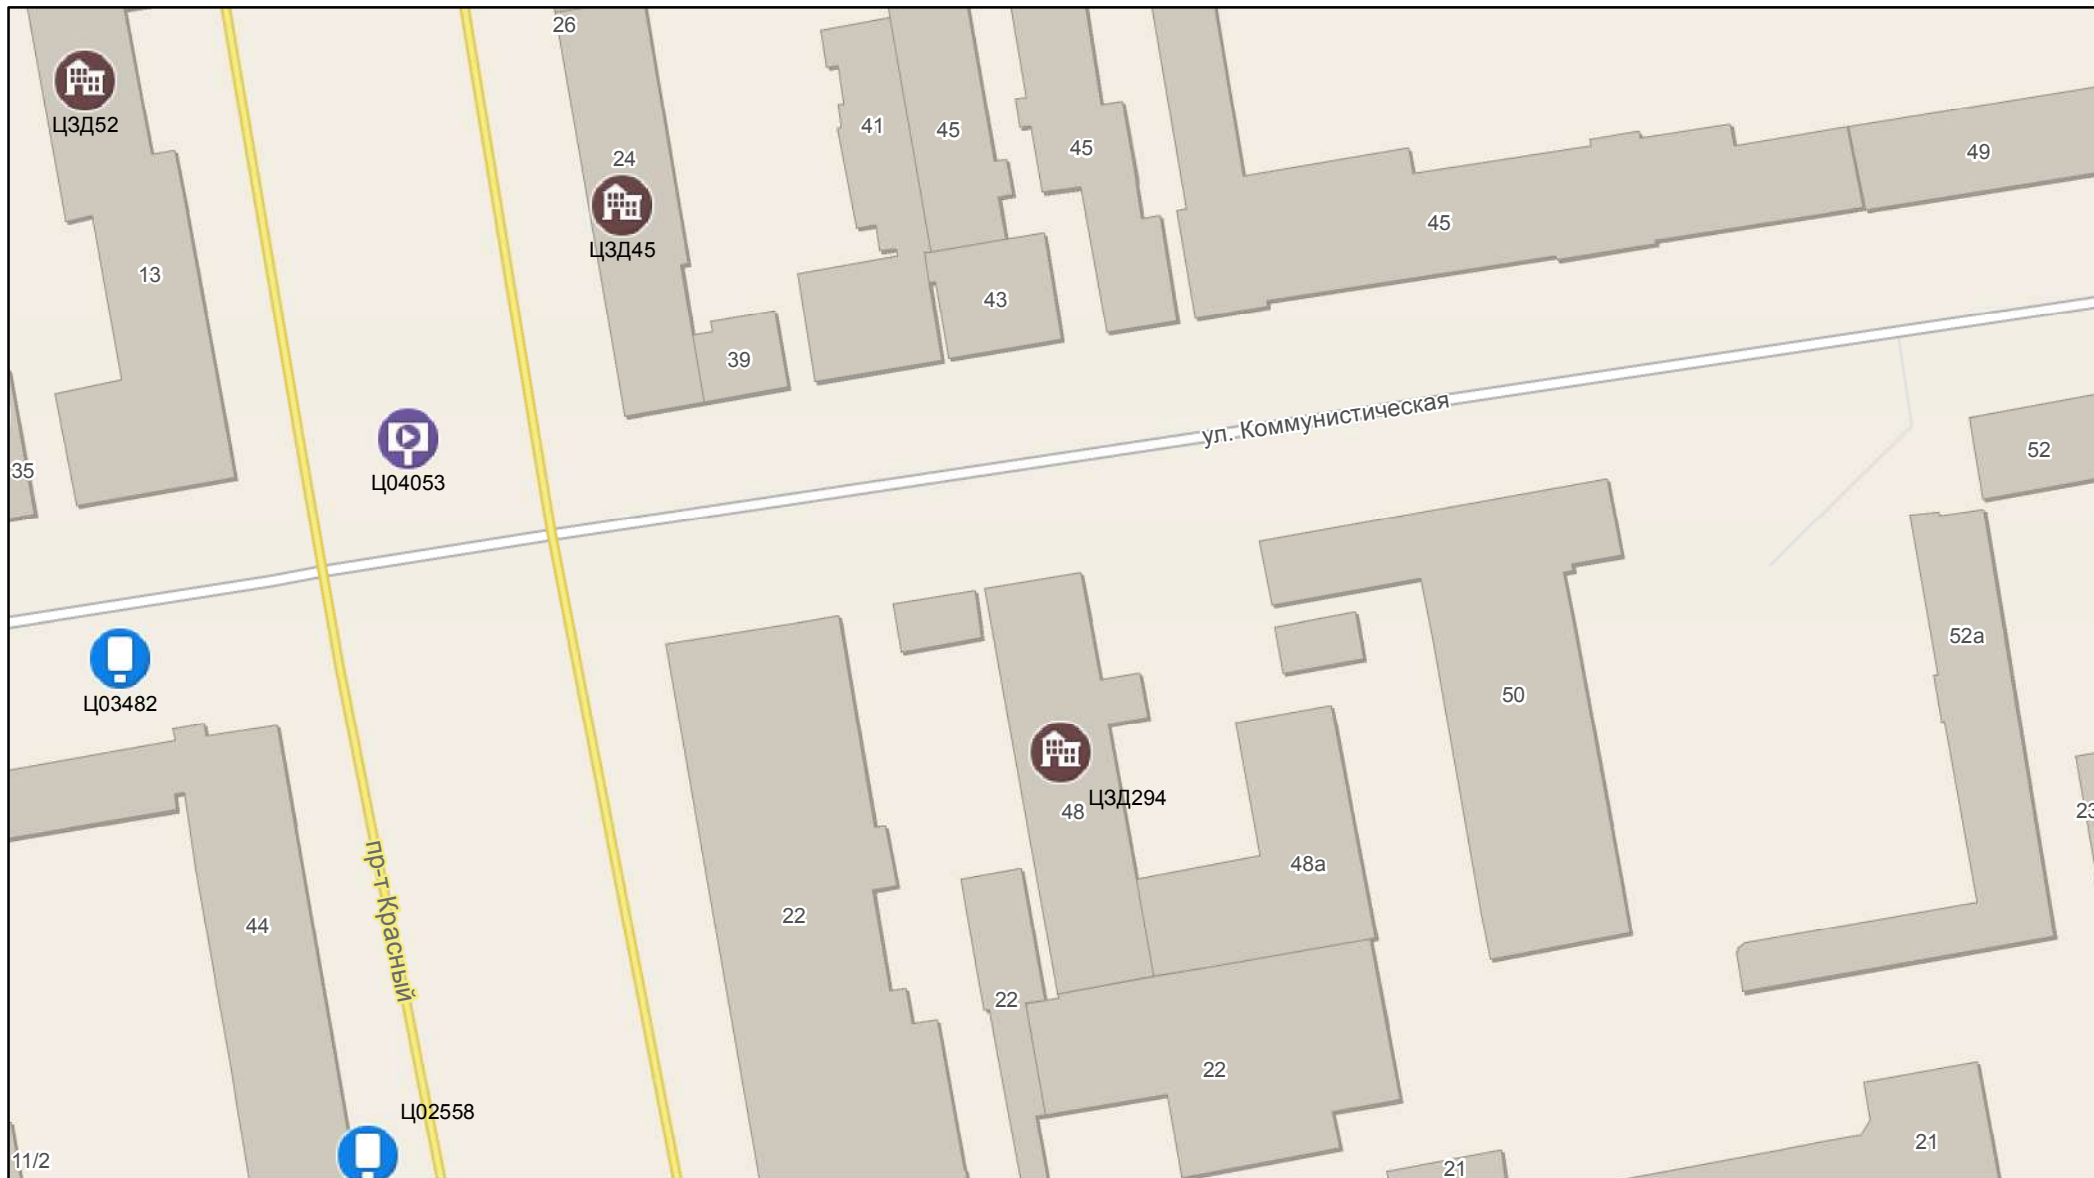 26
ЦЗД52
24
41
45
45
49
ЦЗД45
45
13
43
39
ул. Коммунистическая
35
Ц04053
52
52а
Ц03482
50
ЦЗД294
48
23
48а
пр-т Красный
44
22
22
22
Ц02558
11/2
21
21